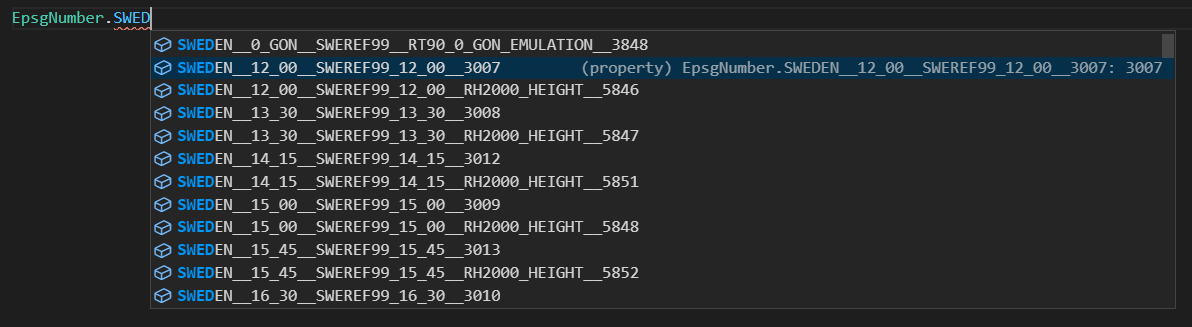 EpsgNumber.SWED
SWEDEN__0_GON__SWEREF99__RT90_0_GON_EMULATION__3848
SWEDEN__12_00__SWEREF99_12_00__3007 (property) EpsgNumber.SWEDEN__12_00__SWEREF99_12_00__3007: 3007
SWEDEN__12_00__SWEREF99_12_00__RH2000_HEIGHT__5846
SWEDEN__13_30__SWEREF99_13_30__3008
SWEDEN__13_30__SWEREF99_13_30__RH2000_HEIGHT__5847
SWEDEN__14_15__SWEREF99_14_15__3012
SWEDEN__14_15__SWEREF99_14_15__RH2000_HEIGHT__5851
SWEDEN__15_00__SWEREF99_15_00__3009
SWEDEN__15_00__SWEREF99_15_00__RH2000_HEIGHT__5848
SWEDEN__15_45__SWEREF99_15_45__3013
SWEDEN__15_45__SWEREF99_15_45__RH2000_HEIGHT__5852
SWEDEN__16_30__SWEREF99_16_30__3010